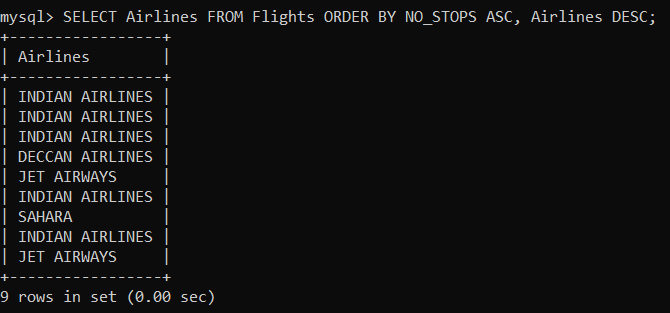 mysql> SELECT Airlines FROM Flights ORDER BY NO_STOPS ASC, Airlines DESC;
+-----------------+
| Airlines        |
+-----------------+
| INDIAN AIRLINES |
| INDIAN AIRLINES |
| INDIAN AIRLINES |
| DECCAN AIRLINES |
| JET AIRWAYS     |
| INDIAN AIRLINES |
| SAHARA          |
| INDIAN AIRLINES |
| JET AIRWAYS     |
+-----------------+
9 rows in set (0.00 sec)